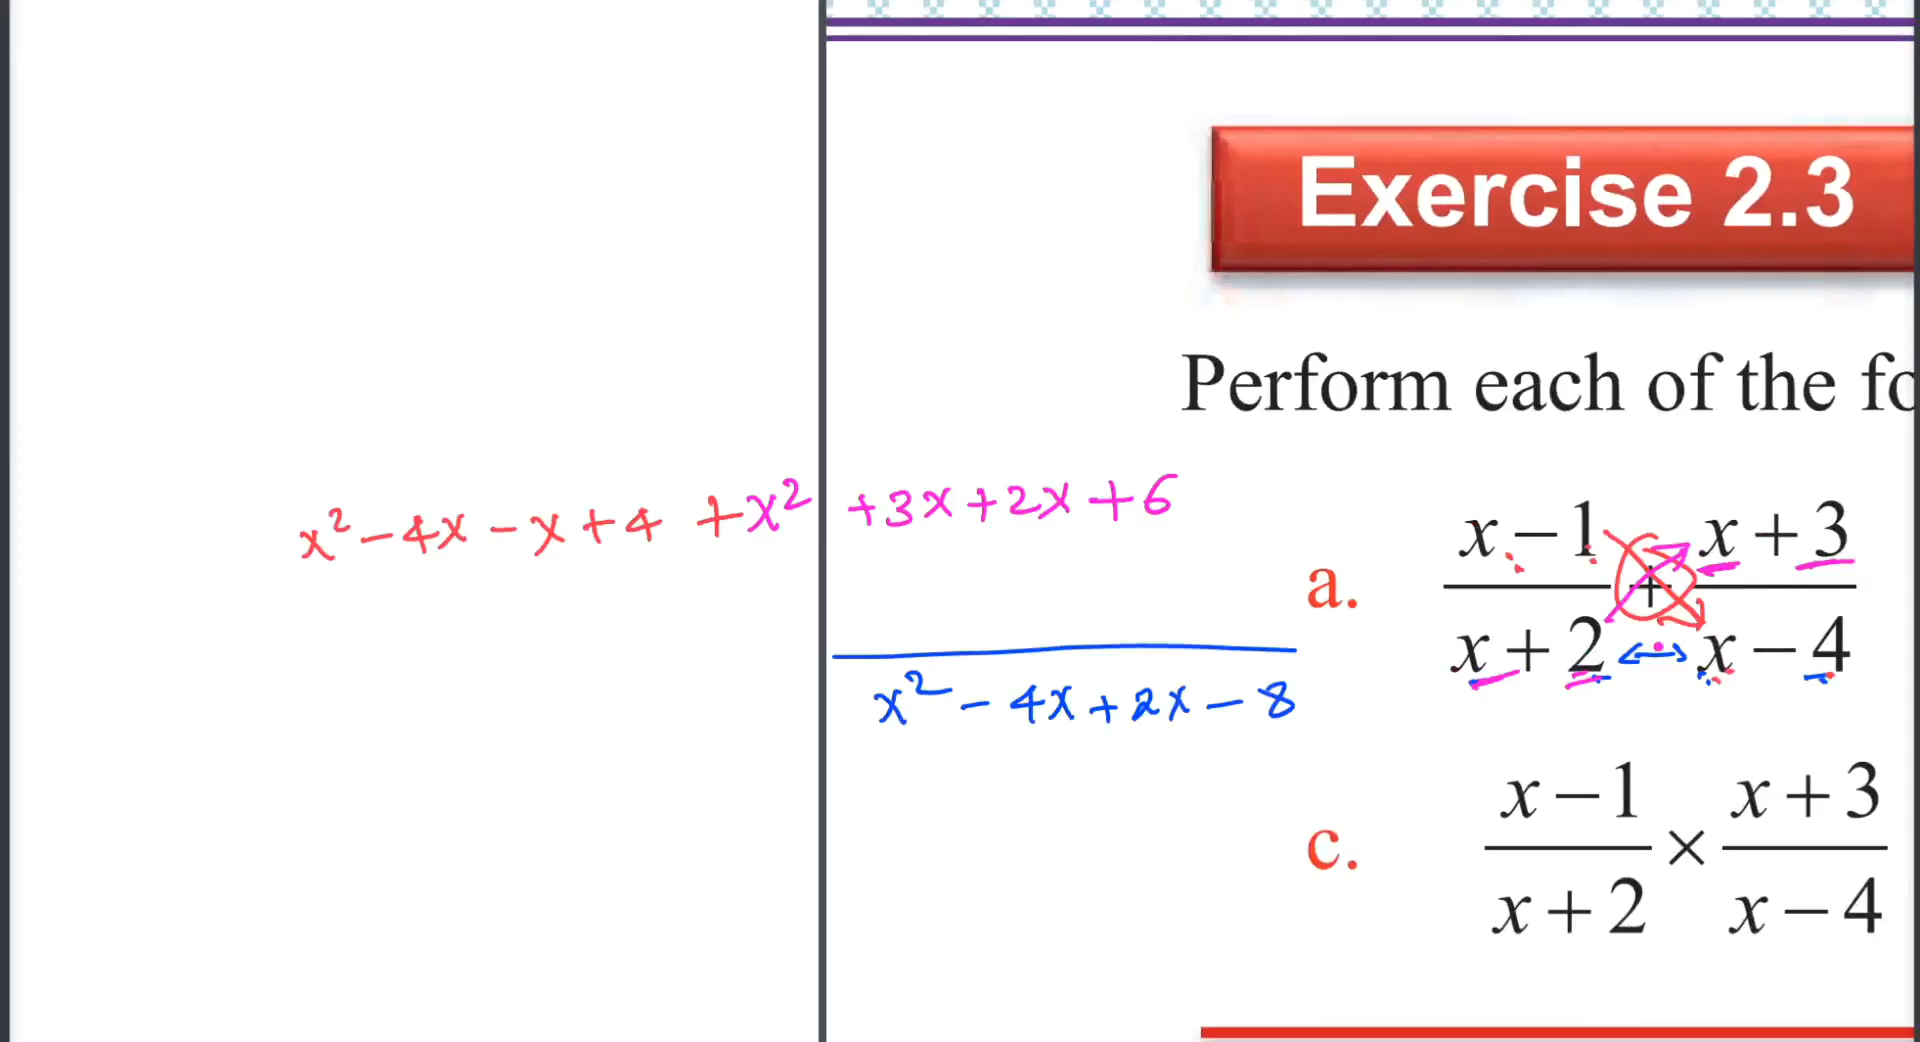 Exercise 2.3
Perform each of the fo
x² - 4x - x + 4 + x² + 3x + 2x + 6
x² - 4x + 2x - 8
a. x - 1 / x + 2 + x + 3 / x - 4
c. x - 1 / x + 2 × x + 3 / x - 4